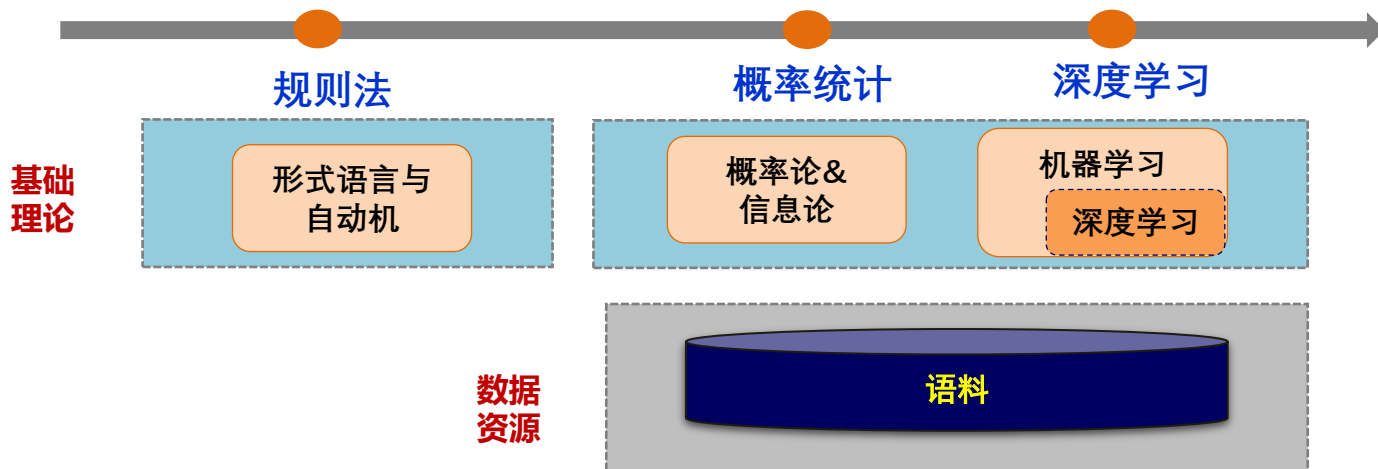 规则法
概率统计
深度学习
基础
理论
形式语言与
自动机
概率论&
信息论
机器学习
深度学习
数据
资源
语料